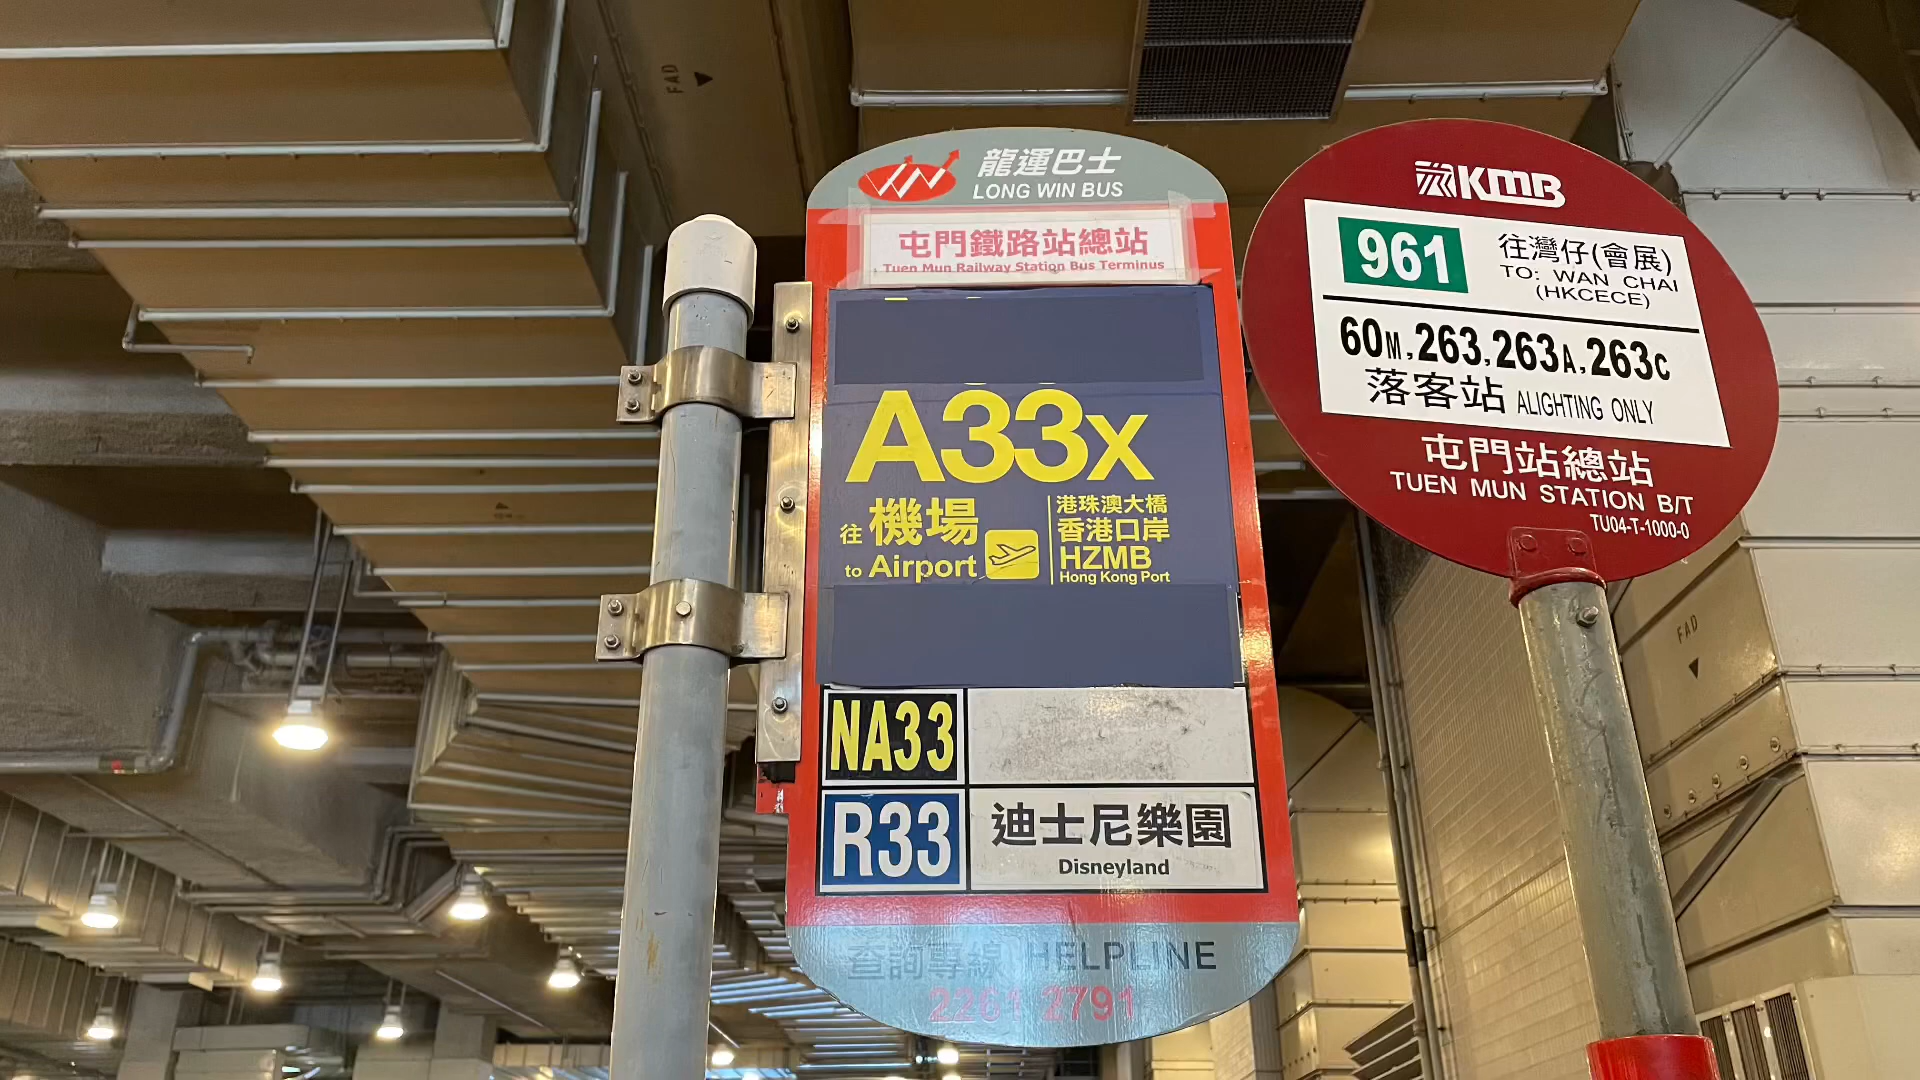 FAD
龍運巴士
LONG WIN BUS
屯門鐵路站總站
Tuen Mun Railway Station Bus Terminus
A33X
往 機場
to Airport
港珠澳大橋
香港口岸
HZMB
Hong Kong Port
NA33
R33
迪士尼樂園
Disneyland
查詢專線 HELPLINE
2261 2791
KMB
961
往灣仔(會展)
TO: WAN CHAI
(HKCECE)
60M, 263, 263A, 263C
落客站 ALIGHTING ONLY
屯門站總站
TUEN MUN STATION B/T
TU04-T-1000-0
FAD